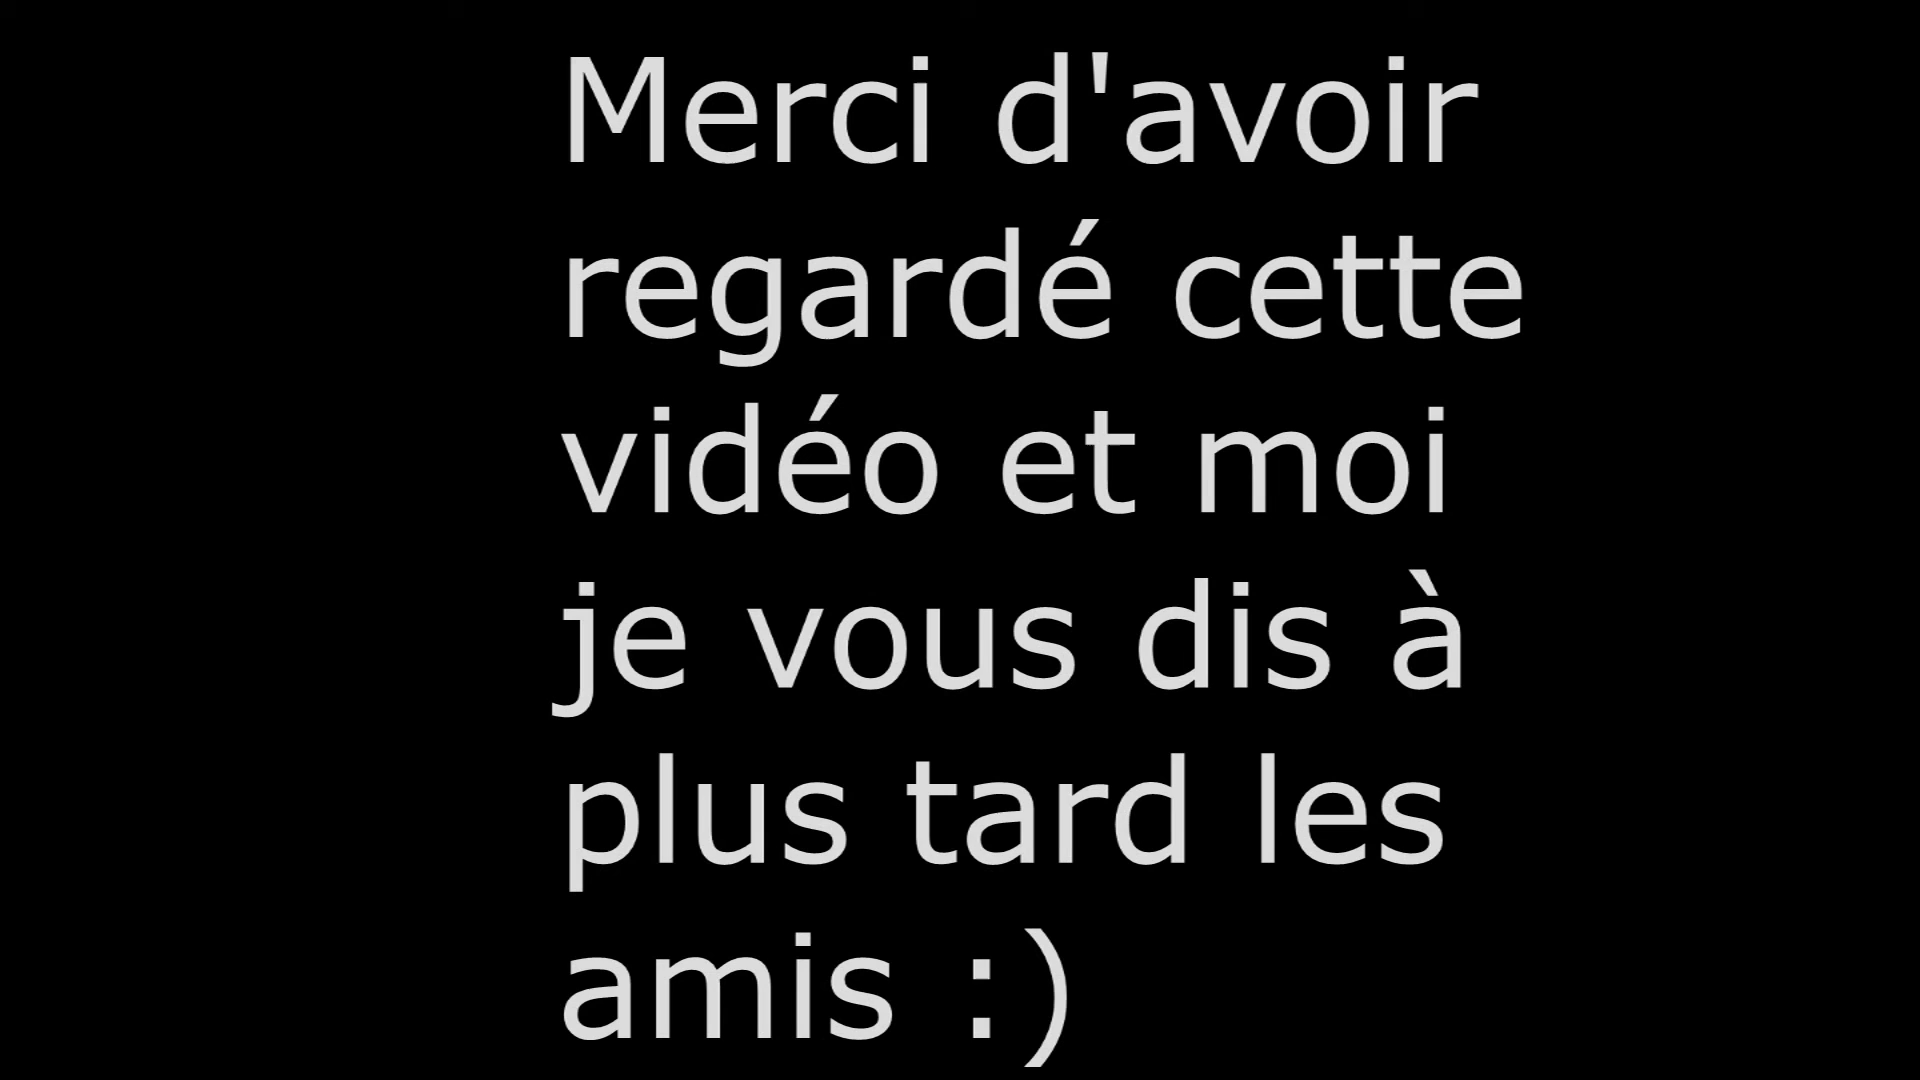 Merci d'avoir
regardé cette
vidéo et moi
je vous dis à
plus tard les
amis :)